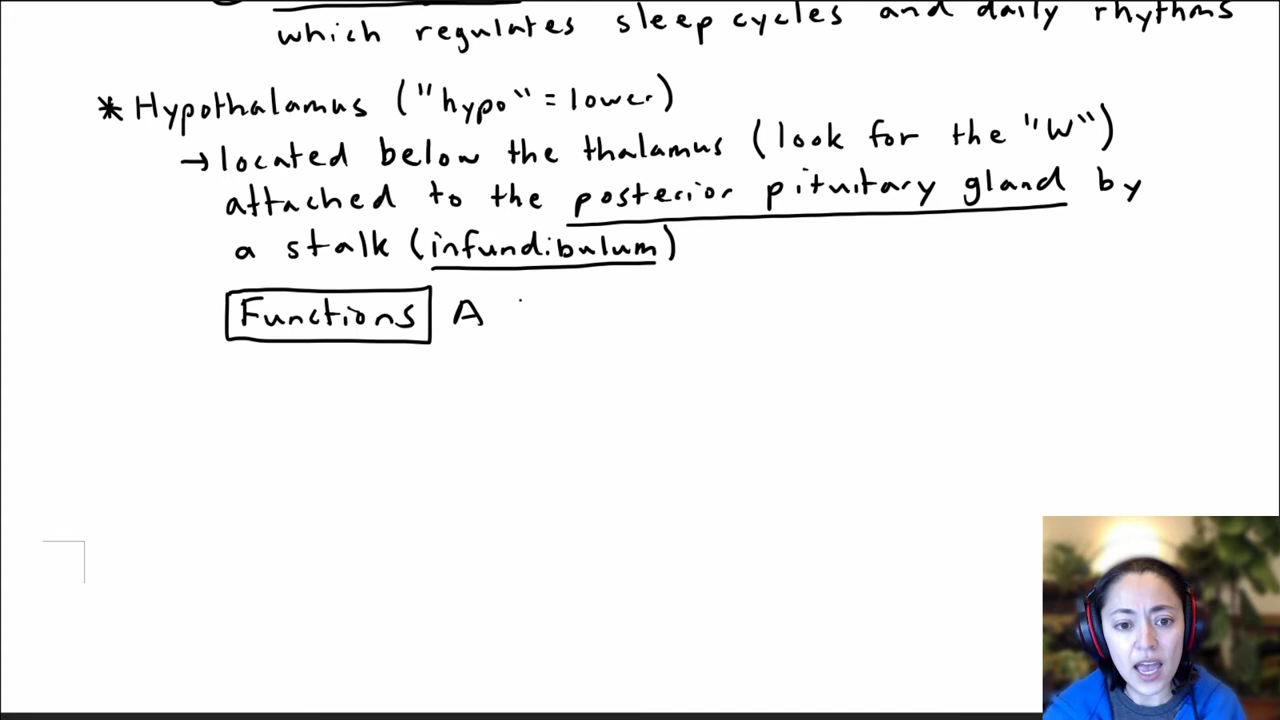 which regulates sleep cycles and daily rhythms
* Hypothalamus ("hypo" = lower)
→ located below the thalamus (look for the "W")
attached to the posterior pituitary gland by
a stalk (infundibulum)
Functions A